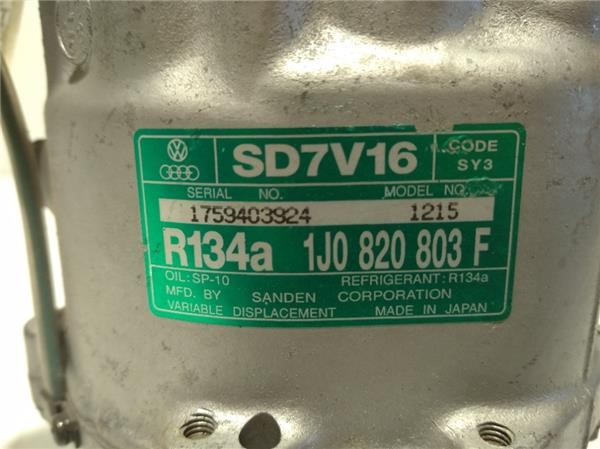 SD7V16 CODE SY3
SERIAL NO. MODEL NO.
1759403924 1215
R134a 1J0 820 803 F
OIL: SP-10 REFRIGERANT: R134a
MFD. BY SANDEN CORPORATION
VARIABLE DISPLACEMENT MADE IN JAPAN